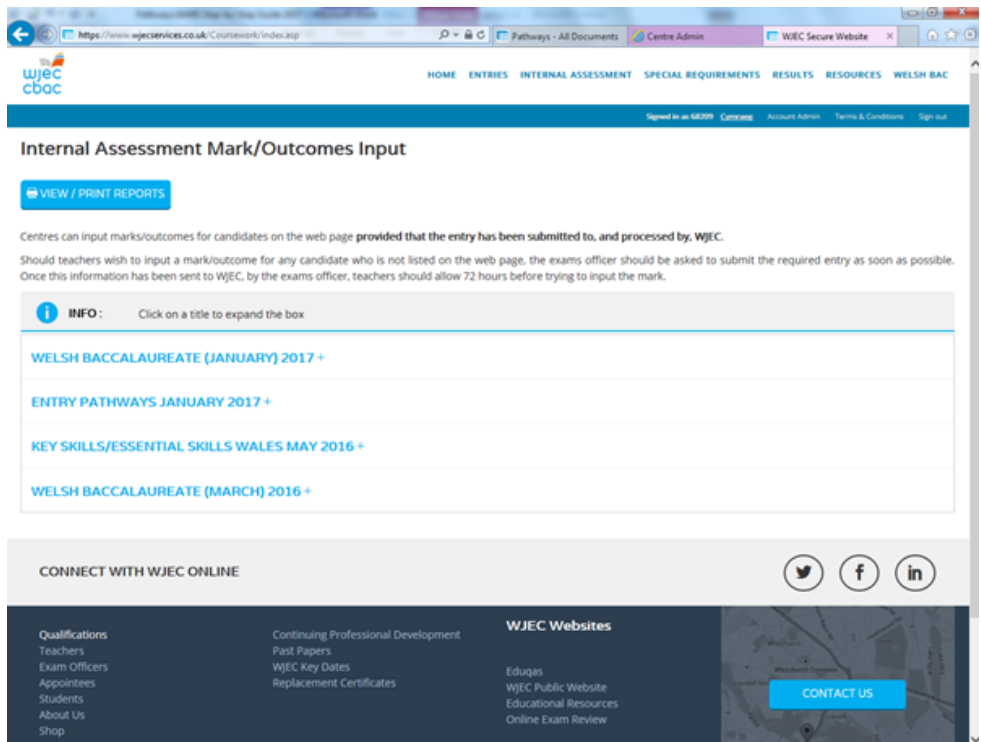 https://www.wjecservices.co.uk/Coursework/index.asp
Pathways - All Documents
Centre Admin
WJEC Secure Website
wjec
cbac
HOME ENTRIES INTERNAL ASSESSMENT SPECIAL REQUIREMENTS RESULTS RESOURCES WELSH BAC
Signed in as 68209 Cymraeg Account Admin Terms & Conditions Sign out
Internal Assessment Mark/Outcomes Input
VIEW / PRINT REPORTS
Centres can input marks/outcomes for candidates on the web page provided that the entry has been submitted to, and processed by, WJEC.
Should teachers wish to input a mark/outcome for any candidate who is not listed on the web page, the exams officer should be asked to submit the required entry as soon as possible.
Once this information has been sent to WJEC, by the exams officer, teachers should allow 72 hours before trying to input the mark.
i INFO : Click on a title to expand the box
WELSH BACCALAUREATE (JANUARY) 2017 +
ENTRY PATHWAYS JANUARY 2017 +
KEY SKILLS/ESSENTIAL SKILLS WALES MAY 2016 +
WELSH BACCALAUREATE (MARCH) 2016 +
CONNECT WITH WJEC ONLINE
f
in
Qualifications
Teachers
Exam Officers
Appointees
Students
About Us
Shop
Continuing Professional Development
Past Papers
WJEC Key Dates
Replacement Certificates
WJEC Websites
Eduqas
WJEC Public Website
Educational Resources
Online Exam Review
CONTACT US